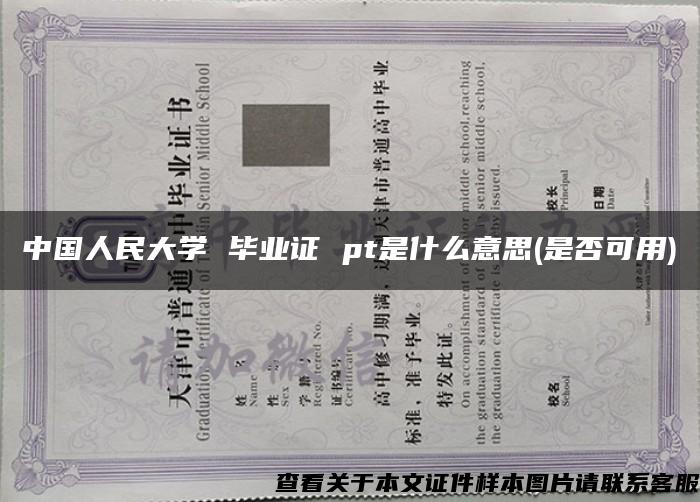 中国人民大学 毕业证 pt是什么意思(是否可用)
请加微信
天津市普通
中毕业证书
Graduation Certificate of
Senior Middle School
姓名
Name
性
Sex
学籍号
Registered No.
证书编号
Certificate No.
高中修习期满，达
天津市普通高中毕业
标准，准予毕业。
特发此证。
On accomplishment of
middle school,reaching
the graduation standard of
senior middle school,
the graduation certificate is
by issued.
校名
School
校长
Principal
日期
Date
查看关于本文证件样本图片请联系客服